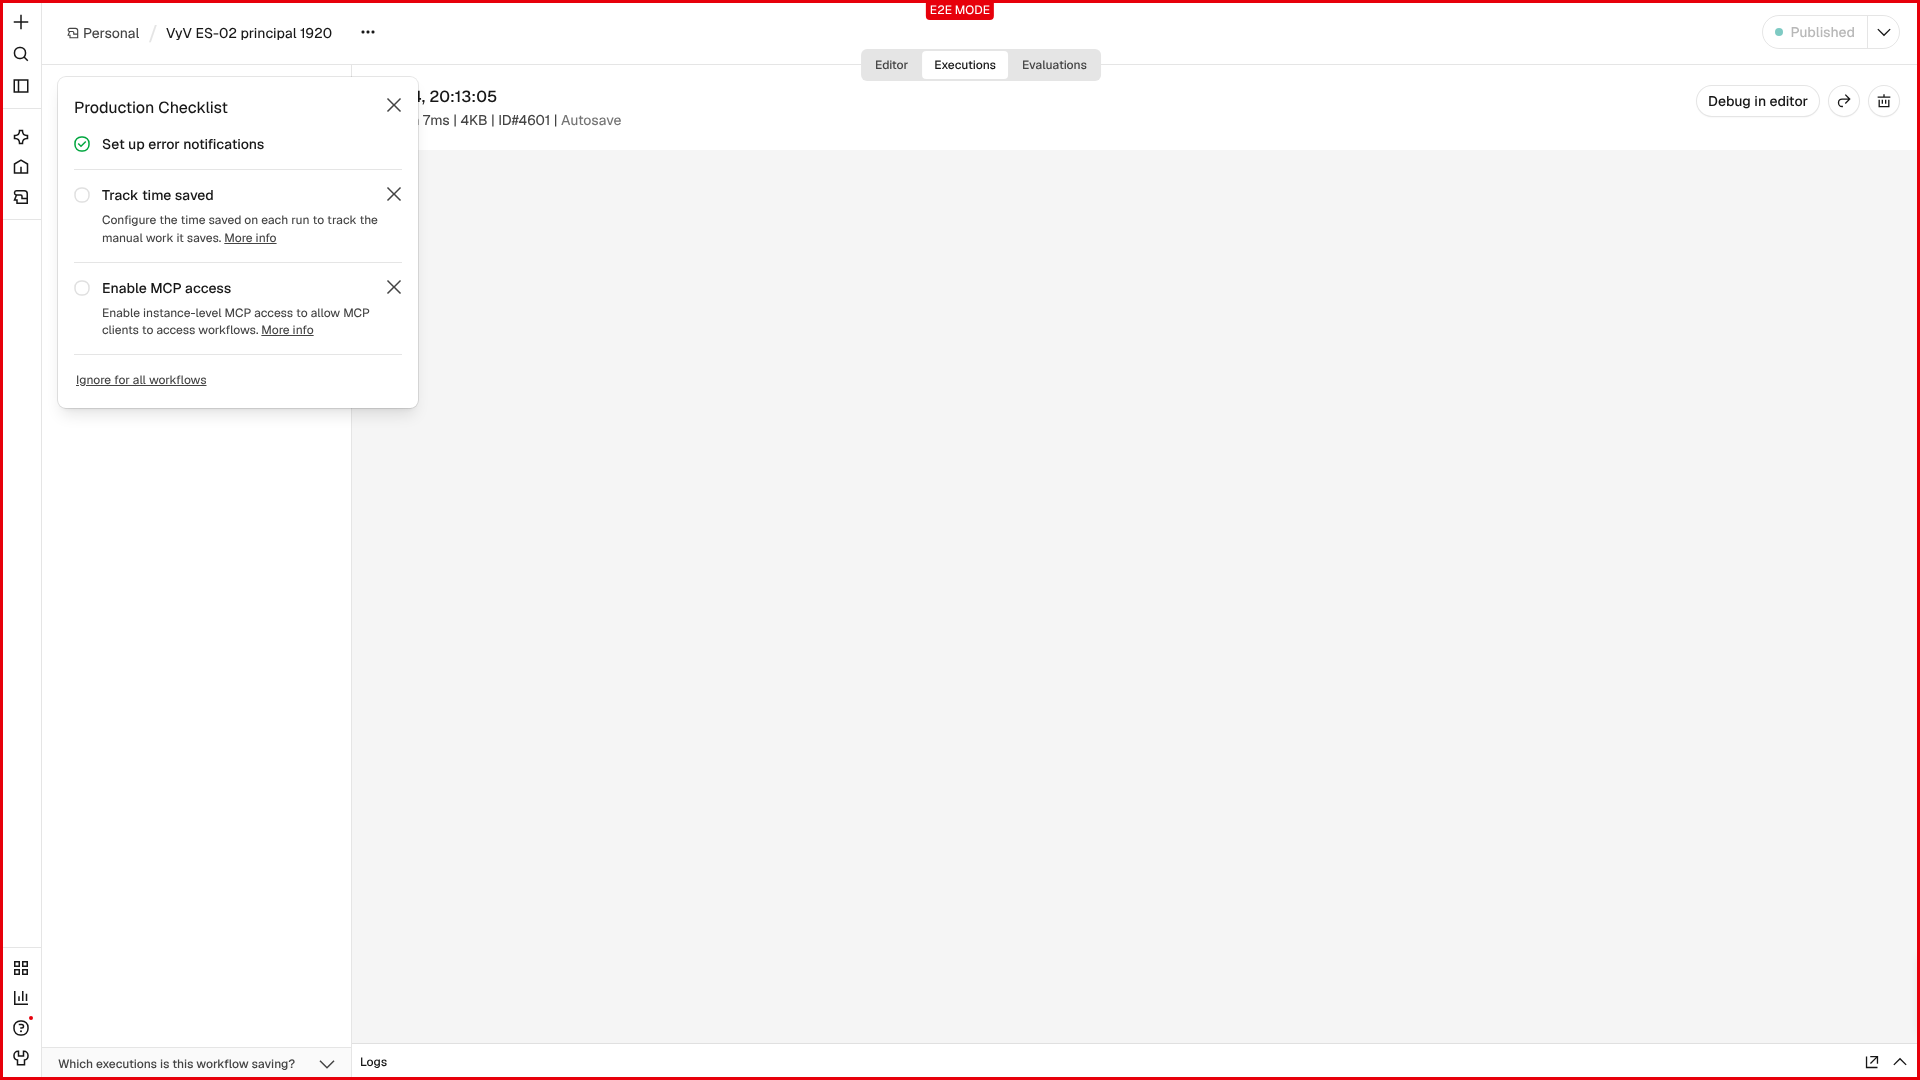 E2E MODE
Personal / VyV ES-02 principal 1920 ...
Published
Editor Executions Evaluations
Production Checklist
, 20:13:05
7ms | 4KB | ID#4601 | Autosave
Debug in editor
Set up error notifications
Track time saved
Configure the time saved on each run to track the
manual work it saves. More info
Enable MCP access
Enable instance-level MCP access to allow MCP
clients to access workflows. More info
Ignore for all workflows
Which executions is this workflow saving?
Logs